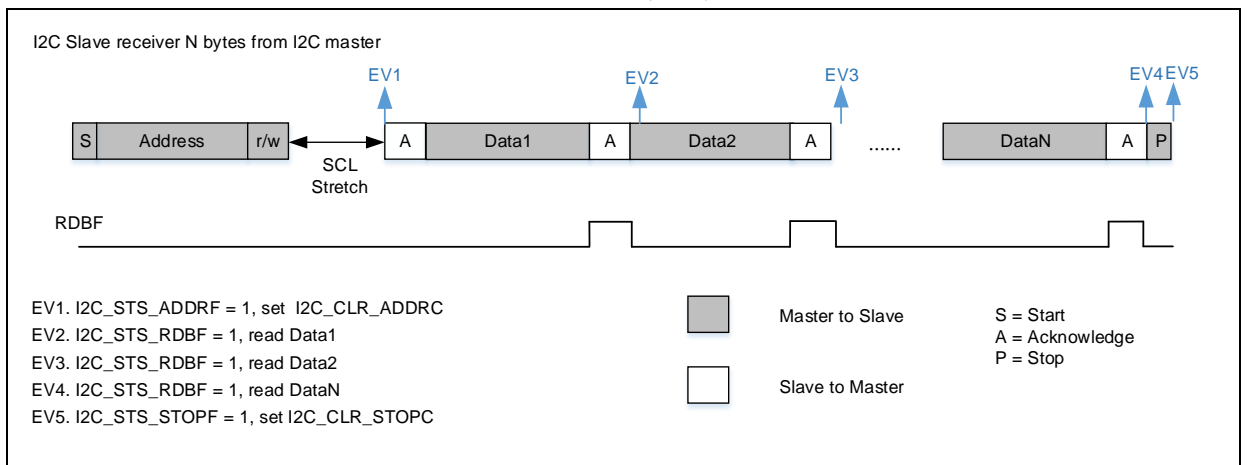 I2C Slave receiver N bytes from I2C master
EV1 EV2 EV3 EV4 EV5
S Address r/w A Data1 A Data2 A ...... DataN A P
SCL
Stretch
RDBF
EV1. I2C_STS_ADDRF = 1, set I2C_CLR_ADDRC
EV2. I2C_STS_RDBF = 1, read Data1
EV3. I2C_STS_RDBF = 1, read Data2
EV4. I2C_STS_RDBF = 1, read DataN
EV5. I2C_STS_STOPF = 1, set I2C_CLR_STOPC
Master to Slave
Slave to Master
S = Start
A = Acknowledge
P = Stop